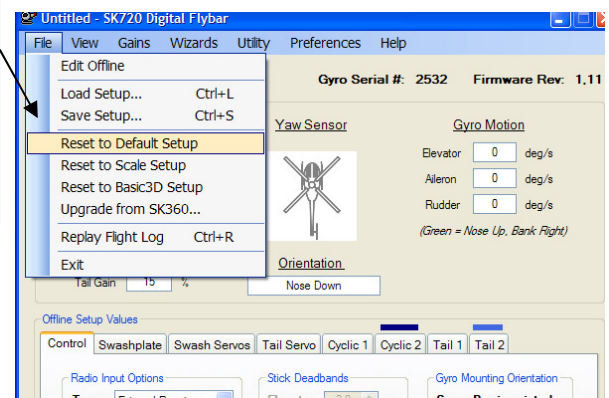 Untitled - SK720 Digital Flybar
File View Gains Wizards Utility Preferences Help
Edit Offline
Load Setup... Ctrl+L
Save Setup... Ctrl+S
Reset to Default Setup
Reset to Scale Setup
Reset to Basic3D Setup
Upgrade from SK360...
Replay Flight Log Ctrl+R
Exit
Gyro Serial #: 2532 Firmware Rev: 1.11
Yaw Sensor
Gyro Motion
Elevator 0 deg/s
Aileron 0 deg/s
Rudder 0 deg/s
(Green = Nose Up, Bank Right)
Orientation
Tail Gain 15 %
Nose Down
Offline Setup Values
Control Swashplate Swash Servos Tail Servo Cyclic 1 Cyclic 2 Tail 1 Tail 2
Radio Input Options
Stick Deadbands
Gyro Mounting Orientation